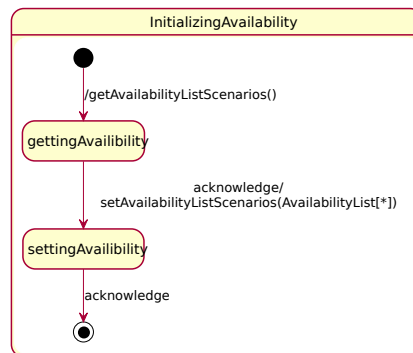 InitializingAvailability
/getAvailabilityListScenarios()
gettingAvailibility
acknowledge/
setAvailabilityListScenarios(AvailabilityList[*])
settingAvailibility
acknowledge